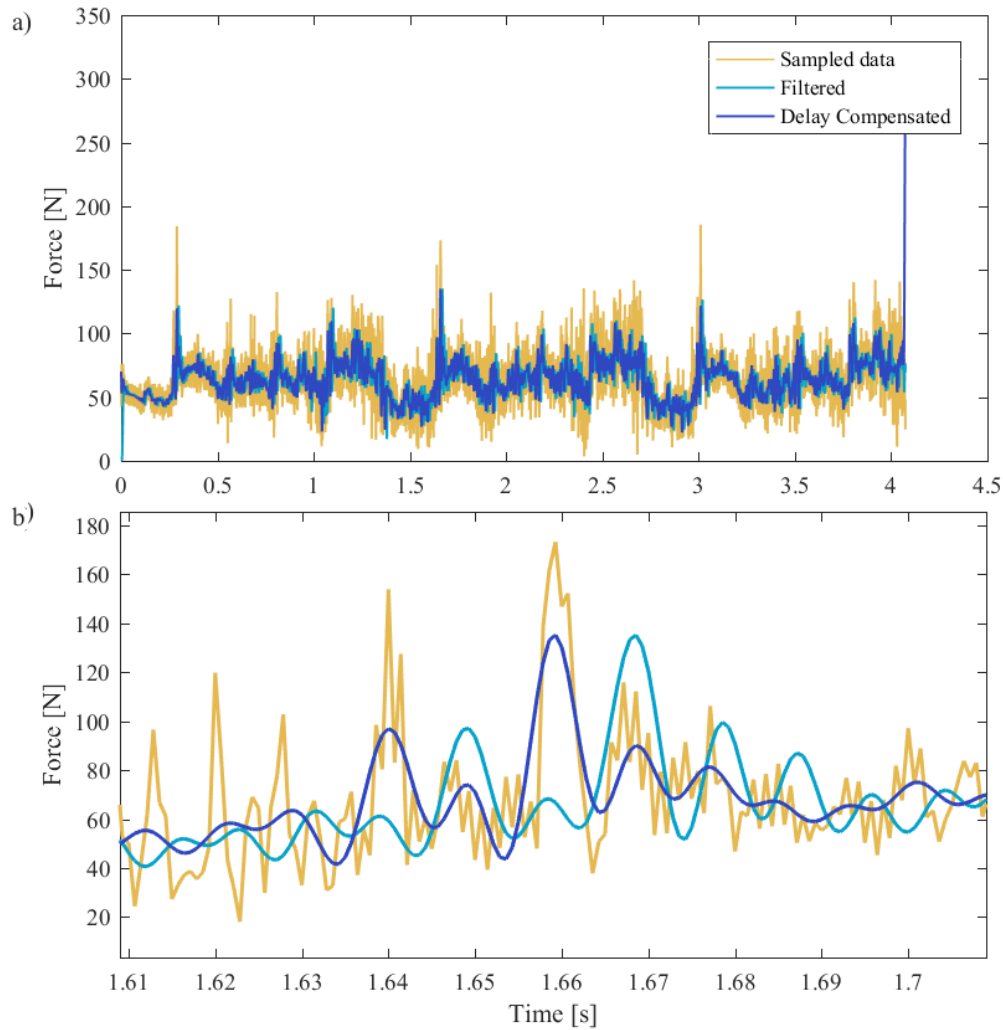 a)
350
300
250
200
150
100
50
0
Force [N]
Sampled data
Filtered
Delay Compensated
0 0.5 1 1.5 2 2.5 3 3.5 4 4.5
b)
180
160
140
120
100
80
60
40
20
Force [N]
1.61 1.62 1.63 1.64 1.65 1.66 1.67 1.68 1.69 1.7
Time [s]